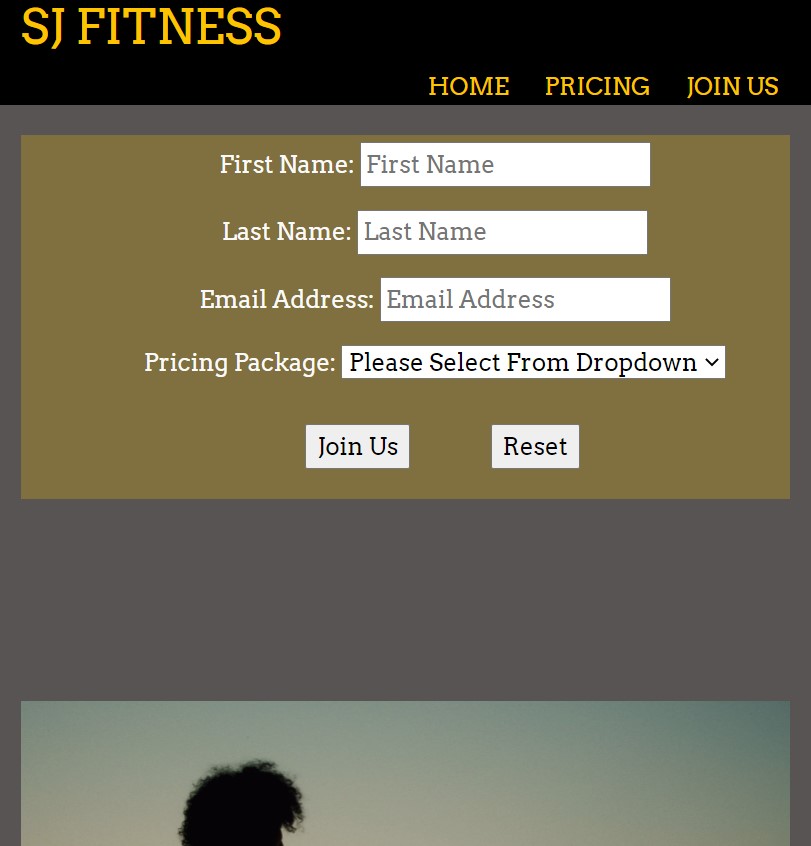 SJ FITNESS
HOME PRICING JOIN US
First Name: First Name
Last Name: Last Name
Email Address: Email Address
Pricing Package: Please Select From Dropdown
Join Us Reset